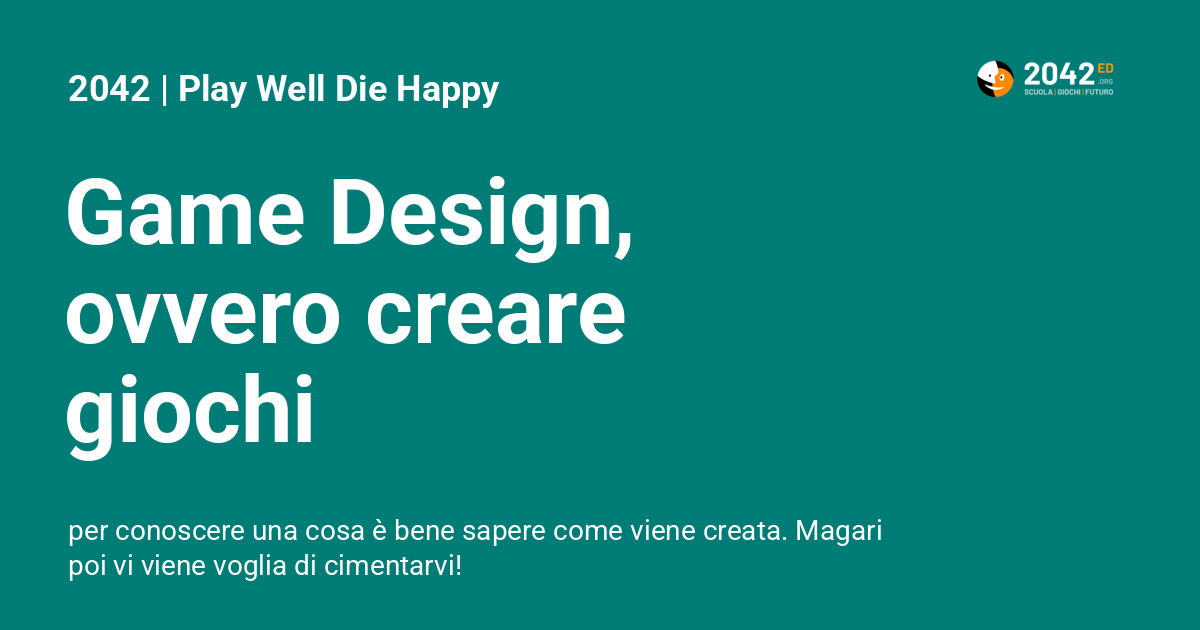 2042 | Play Well Die Happy
2042 ED
.ORG
SCUOLA | GIOCHI | FUTURO
Game Design,
ovvero creare
giochi
per conoscere una cosa è bene sapere come viene creata. Magari
poi vi viene voglia di cimentarvi!